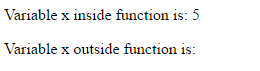 Variable x inside function is: 5
Variable x outside function is: